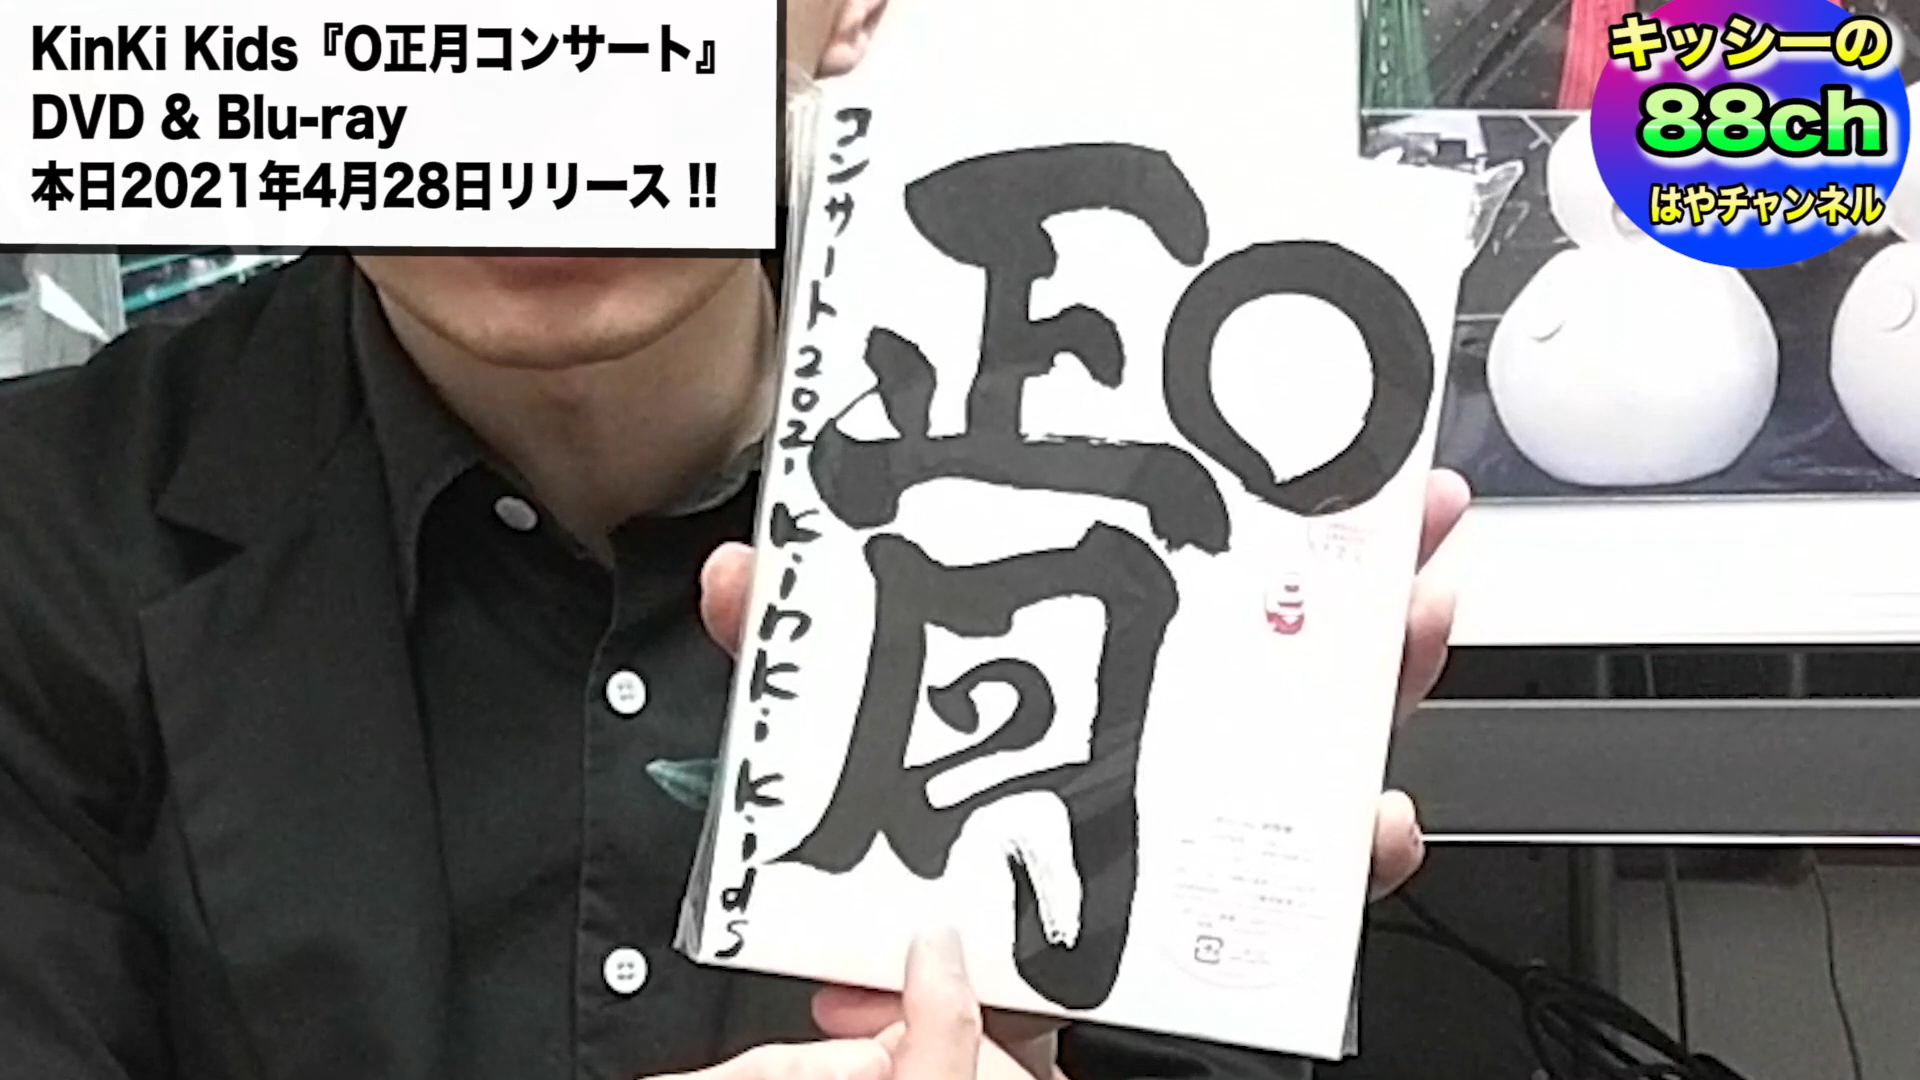 KinKi Kids『O正月コンサート』
DVD & Blu-ray
本日2021年4月28日リリース !!
キッシーの
88ch
はやチャンネル
O正月
コンサート2021 KinKi Kids